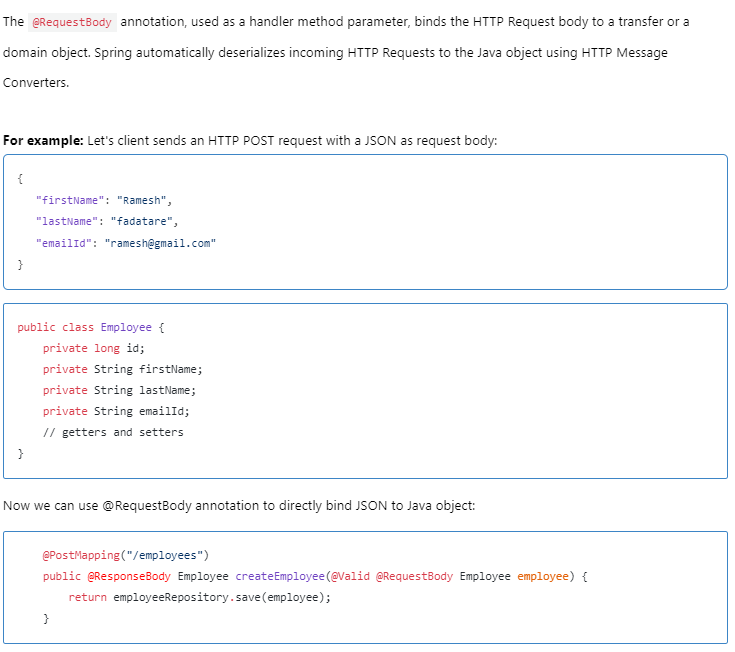 The @RequestBody annotation, used as a handler method parameter, binds the HTTP Request body to a transfer or a
domain object. Spring automatically deserializes incoming HTTP Requests to the Java object using HTTP Message
Converters.
For example: Let's client sends an HTTP POST request with a JSON as request body:
{
"firstName": "Ramesh",
"lastName": "fadatare",
"emailId": "ramesh@gmail.com"
}
public class Employee {
private long id;
private String firstName;
private String lastName;
private String emailId;
// getters and setters
}
Now we can use @RequestBody annotation to directly bind JSON to Java object:
@PostMapping("/employees")
public @ResponseBody Employee createEmployee(@Valid @RequestBody Employee employee) {
return employeeRepository.save(employee);
}